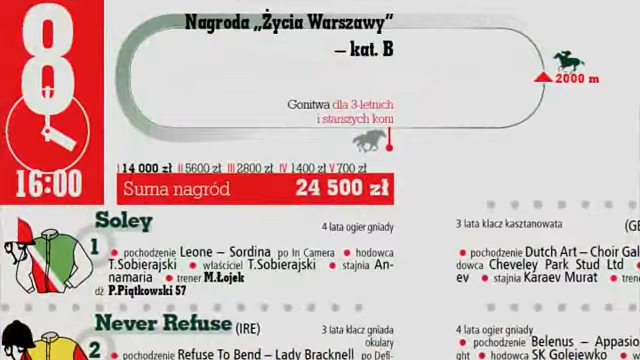 8
16:00
Nagroda „Życia Warszawy”
– kat. B
2000 m
Gonitwa dla 3-letnich
i starszych koni
I 14 000 zł II 5600 zł III 2800 zł IV 1400 zł V 700 zł
Suma nagród 24 500 zł
Soley
4 lata ogier gniady
1
• pochodzenie Leone – Sordina po In Camera • hodowca
T.Sobierajski • właściciel T.Sobierajski • stajnia An-
namaria • trener M.Łojek
dż P.Piątkowski 57
Never Refuse (IRE)
3 lata klacz gniada
okulary
2
• pochodzenie Refuse To Bend – Lady Bracknell po Defi-
3 lata klacz kasztanowata (GE
• pochodzenie Dutch Art – Choir Gal
dowca Cheveley Park Stud Ltd •
ev • stajnia Karaev Murat • tren
4 lata ogier gniady
• pochodzenie Belenus – Appasi
ght • hodowca SK Golejewko •